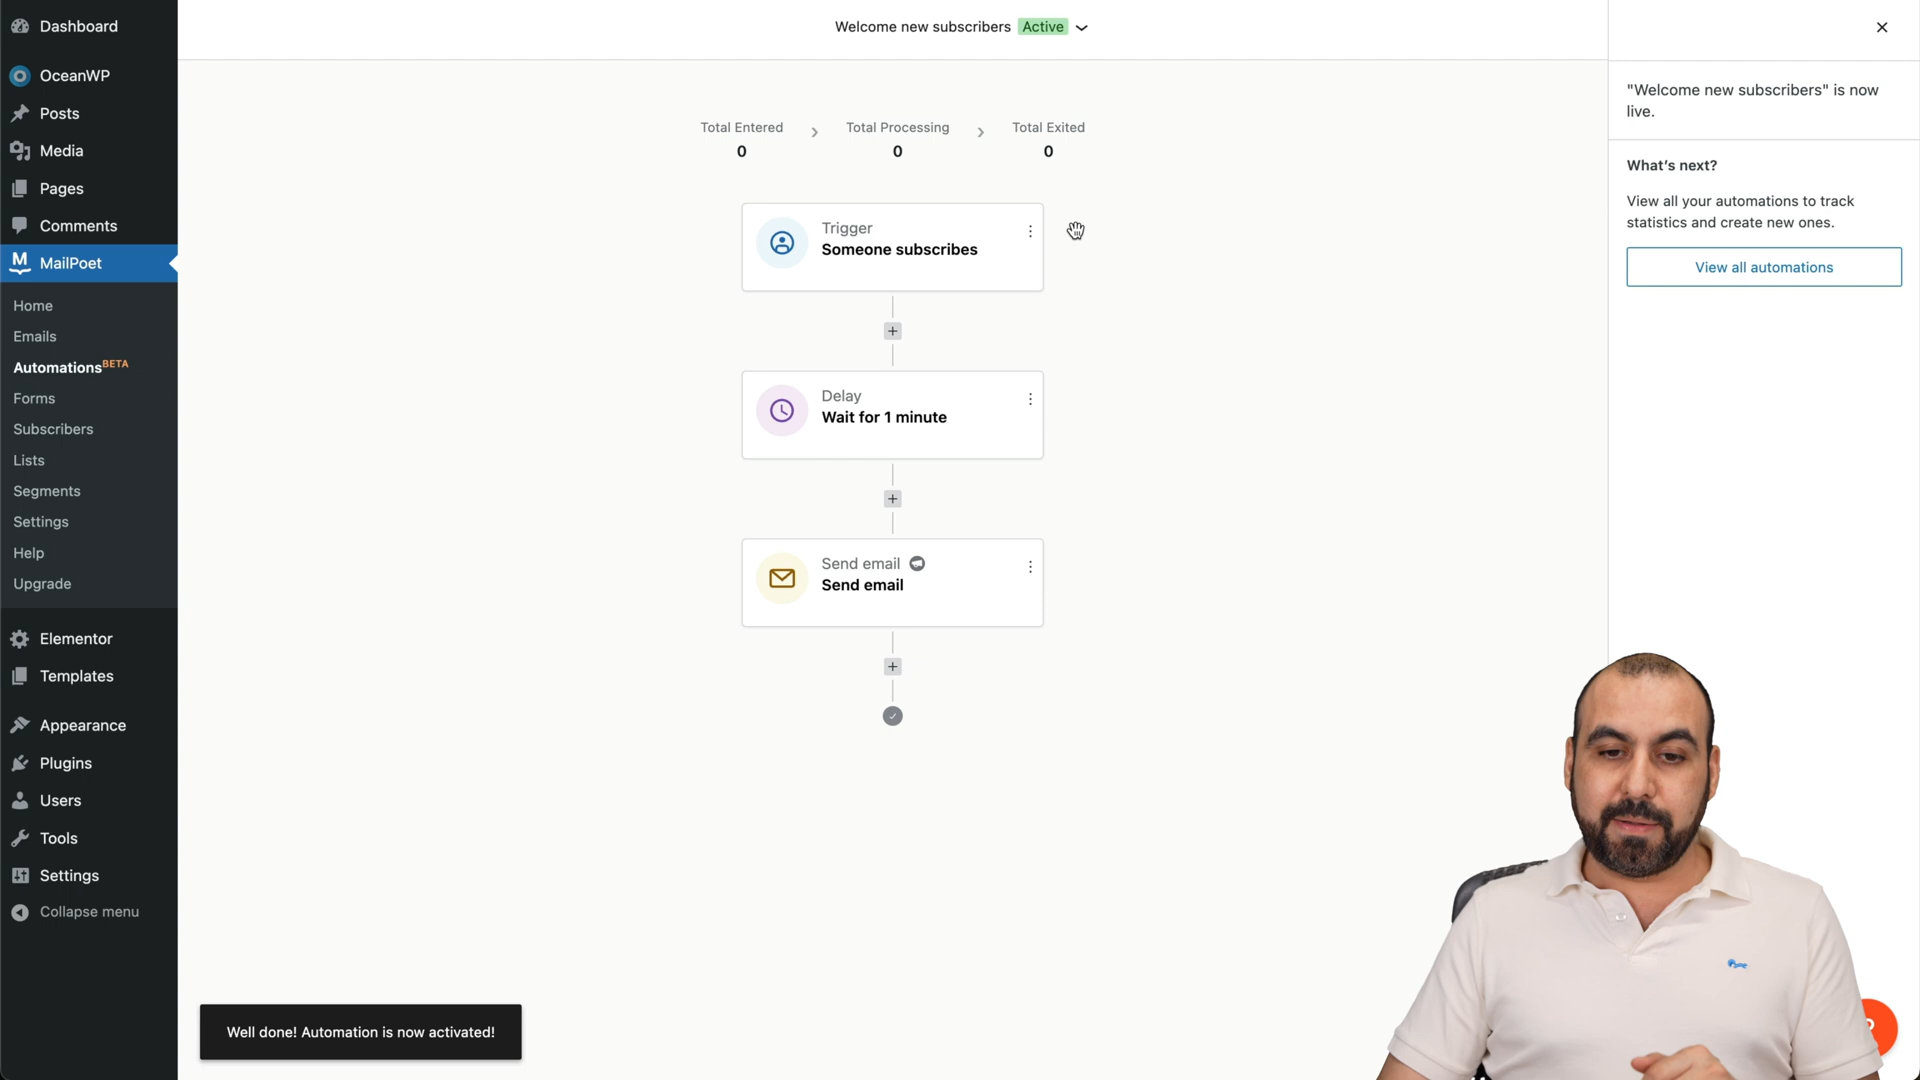 Dashboard
OceanWP
Posts
Media
Pages
Comments
MailPoet
Home
Emails
Automations BETA
Forms
Subscribers
Lists
Segments
Settings
Help
Upgrade
Elementor
Templates
Appearance
Plugins
Users
Tools
Settings
Collapse menu
Welcome new subscribers Active
Total Entered
0
Total Processing
0
Total Exited
0
Trigger
Someone subscribes
Delay
Wait for 1 minute
Send email
Send email
Well done! Automation is now activated!
"Welcome new subscribers" is now
live.
What's next?
View all your automations to track
statistics and create new ones.
View all automations